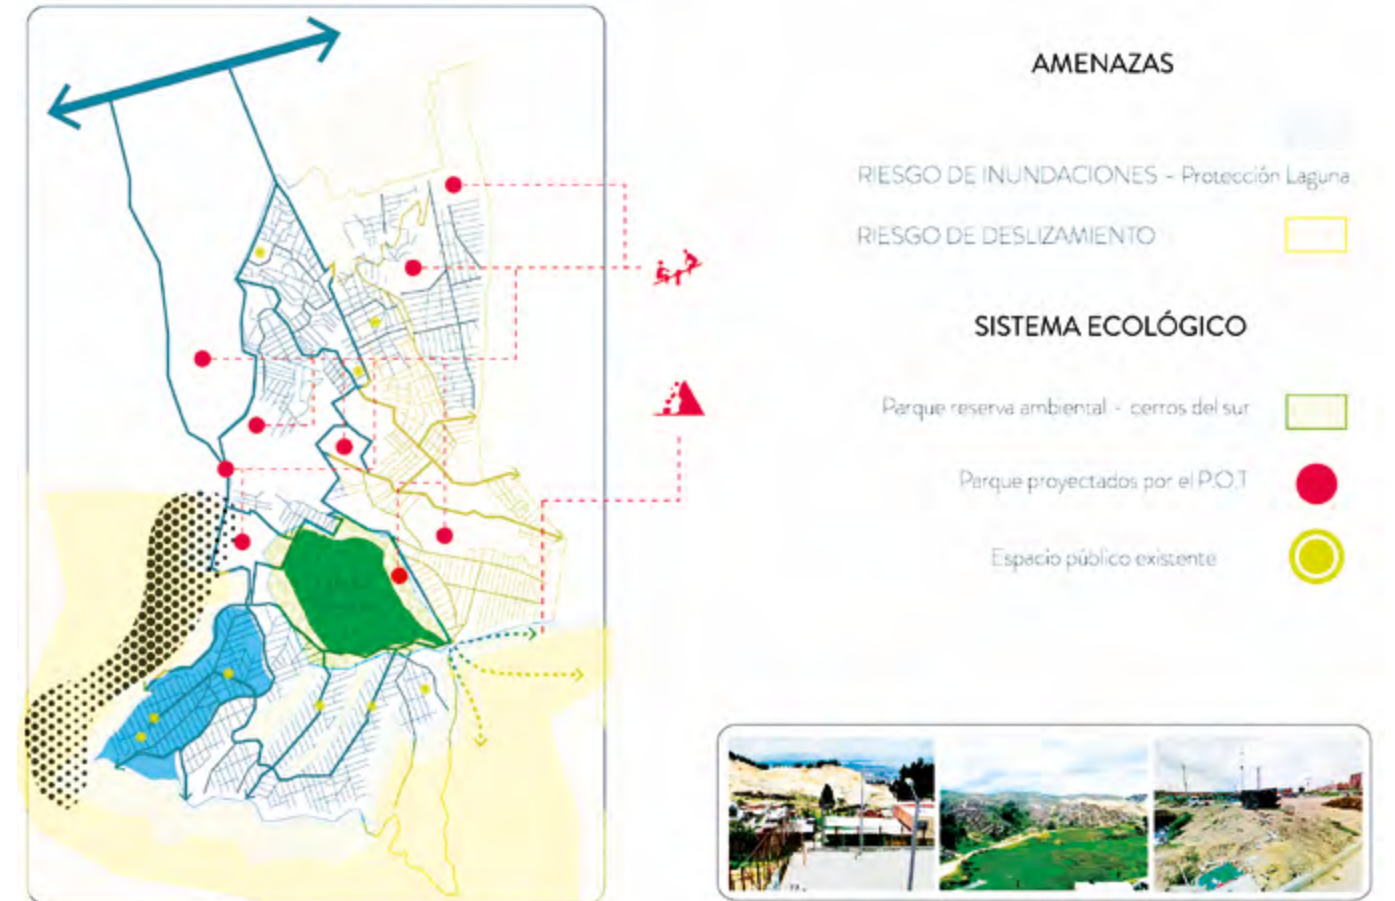 AMENAZAS
RIESGO DE INUNDACIONES - Protección Laguna
RIESGO DE DESLIZAMIENTO
SISTEMA ECOLÓGICO
Parque reserva ambiental - cerros del sur
Parque proyectados por el P.O.T
Espacio público existente